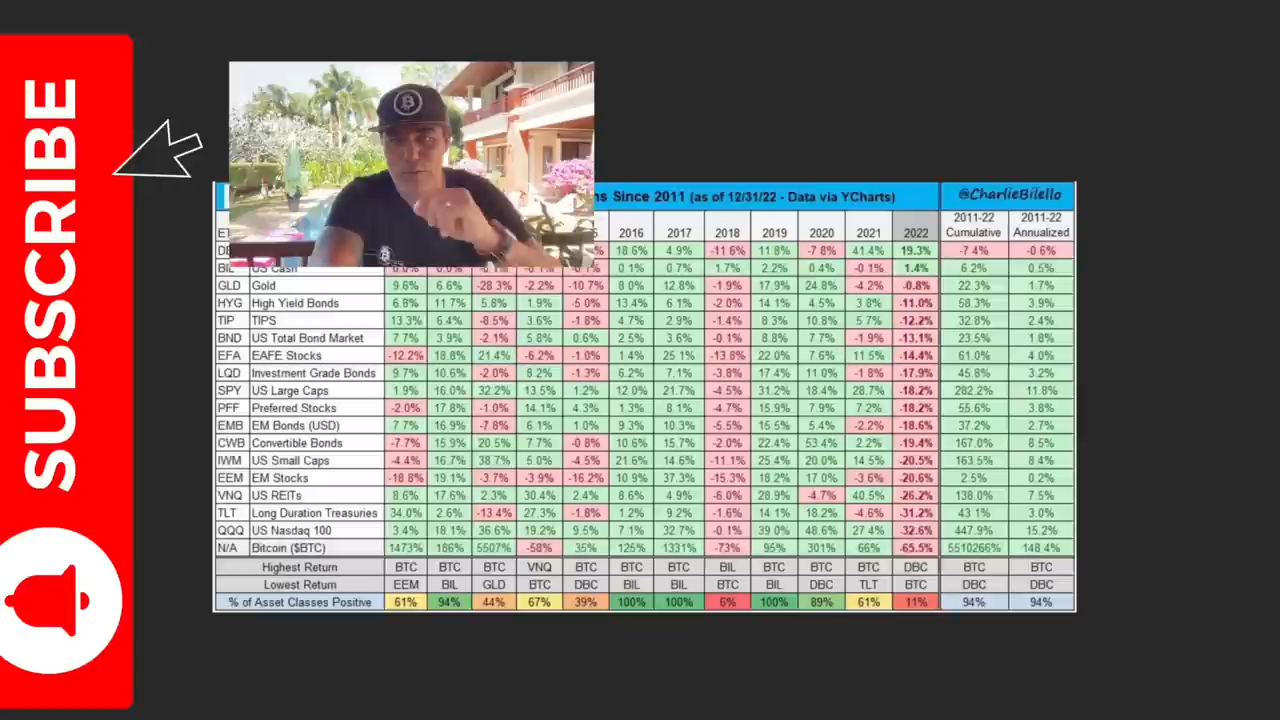 SUBSCRIBE
ns Since 2011 (as of 12/31/22 - Data via YCharts) @CharlieBilello
2016 2017 2018 2019 2020 2021 2022 2011-22 Cumulative 2011-22 Annualized
18.6% 4.9% -11.6% 11.8% -7.8% 41.4% 19.3% -7.4% -0.6%
BIL US Cash 0.1% 0.7% 1.7% 2.2% 0.4% -0.1% 1.4% 6.2% 0.5%
GLD Gold 9.6% 6.6% -28.3% -2.2% -10.7% 8.0% 12.8% -1.9% 17.9% 24.8% -4.2% -0.8% 22.3% 1.7%
HYG High Yield Bonds 6.8% 11.7% 5.8% 1.9% -5.0% 13.4% 6.1% -2.0% 14.1% 4.5% 3.8% -11.0% 58.3% 3.9%
TIP TIPS 13.3% 6.4% -8.5% 3.6% -1.8% 4.7% 2.9% -1.4% 8.3% 10.8% 5.7% -12.2% 32.8% 2.4%
BND US Total Bond Market 7.7% 3.9% -2.1% 5.8% 0.6% 2.5% 3.6% -0.1% 8.8% 7.7% -1.9% -13.1% 23.5% 1.8%
EFA EAFE Stocks -12.2% 18.8% 21.4% -6.2% -1.0% 1.4% 25.1% -13.8% 22.0% 7.6% 11.5% -14.4% 61.0% 4.0%
LQD Investment Grade Bonds 9.7% 10.6% -2.0% 8.2% -1.3% 6.2% 7.1% -3.8% 17.4% 11.0% -1.8% -17.9% 45.8% 3.2%
SPY US Large Caps 1.9% 16.0% 32.2% 13.5% 1.2% 12.0% 21.7% -4.5% 31.2% 18.4% 28.7% -18.2% 282.2% 11.8%
PFF Preferred Stocks -2.0% 17.8% -1.0% 14.1% 4.3% 1.3% 8.1% -4.7% 15.9% 7.9% 7.2% -18.2% 55.6% 3.8%
EMB EM Bonds (USD) 7.7% 16.9% -7.8% 6.1% 1.0% 9.3% 10.3% -5.5% 15.5% 5.4% -2.2% -18.6% 37.2% 2.7%
CWB Convertible Bonds -7.7% 15.9% 20.5% 7.7% -0.8% 10.6% 15.7% -2.0% 22.4% 53.4% 2.2% -19.4% 167.0% 8.5%
IWM US Small Caps -4.4% 16.7% 38.7% 5.0% -4.5% 21.6% 14.6% -11.1% 25.4% 20.0% 14.5% -20.5% 163.5% 8.4%
EEM EM Stocks -18.8% 19.1% -3.7% -3.9% -16.2% 10.9% 37.3% -15.3% 18.2% 17.0% -3.6% -20.6% 2.5% 0.2%
VNQ US REITs 8.6% 17.6% 2.3% 30.4% 2.4% 8.6% 4.9% -6.0% 28.9% -4.7% 40.5% -26.2% 138.0% 7.5%
TLT Long Duration Treasuries 34.0% 2.6% -13.4% 27.3% -1.8% 1.2% 9.2% -1.6% 14.1% 18.2% -4.6% -31.2% 43.1% 3.0%
QQQ US Nasdaq 100 3.4% 18.1% 36.6% 19.2% 9.5% 7.1% 32.7% -0.1% 39.0% 48.6% 27.4% -32.6% 447.9% 15.2%
N/A Bitcoin ($BTC) 1473% 186% 5507% -58% 35% 125% 1331% -73% 95% 301% 66% -65.5% 5510266% 148.4%
Highest Return BTC BTC BTC VNQ BTC BTC BTC BIL BTC BTC BTC DBC BTC BTC
Lowest Return EEM BIL GLD BTC DBC BIL BIL BTC BIL DBC TLT BTC DBC DBC
% of Asset Classes Positive 61% 94% 44% 67% 39% 100% 100% 6% 100% 89% 61% 11% 94% 94%